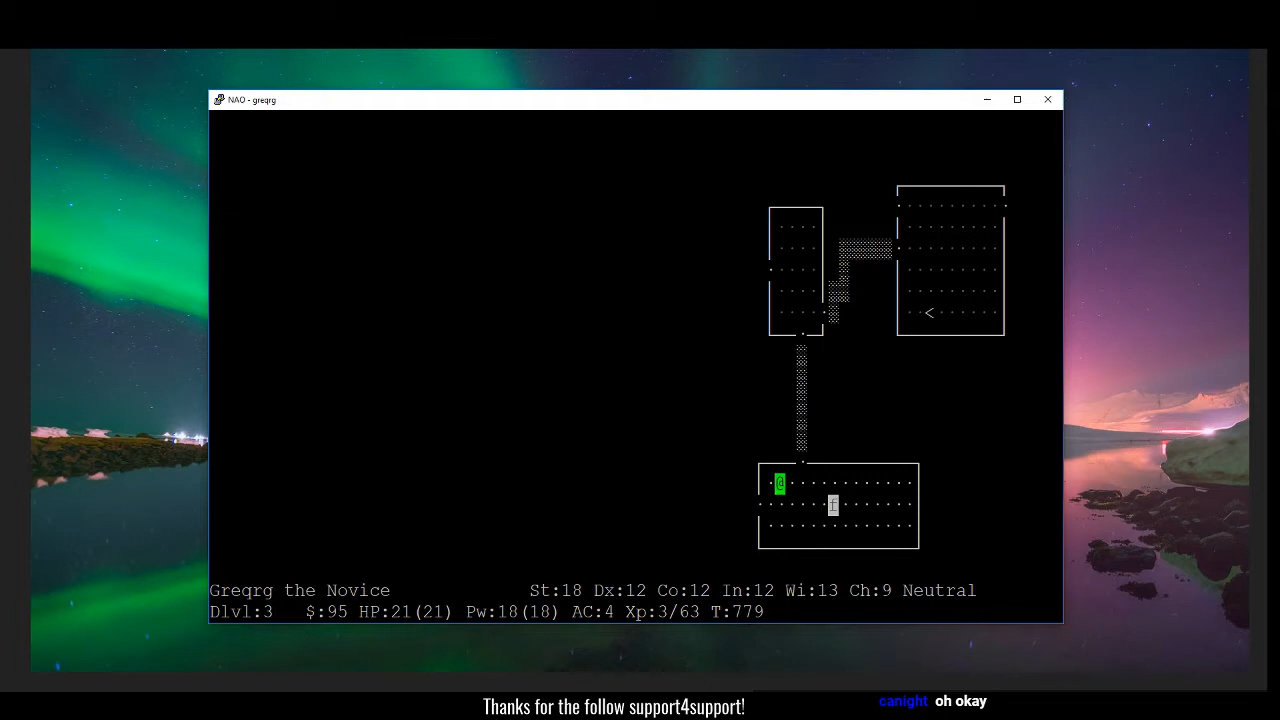 NAO - greqrg
<
@
f
Greqrg the Novice St:18 Dx:12 Co:12 In:12 Wi:13 Ch:9 Neutral
Dlvl:3 $:95 HP:21(21) Pw:18(18) AC:4 Xp:3/63 T:779
Thanks for the follow support4support!
canight oh okay